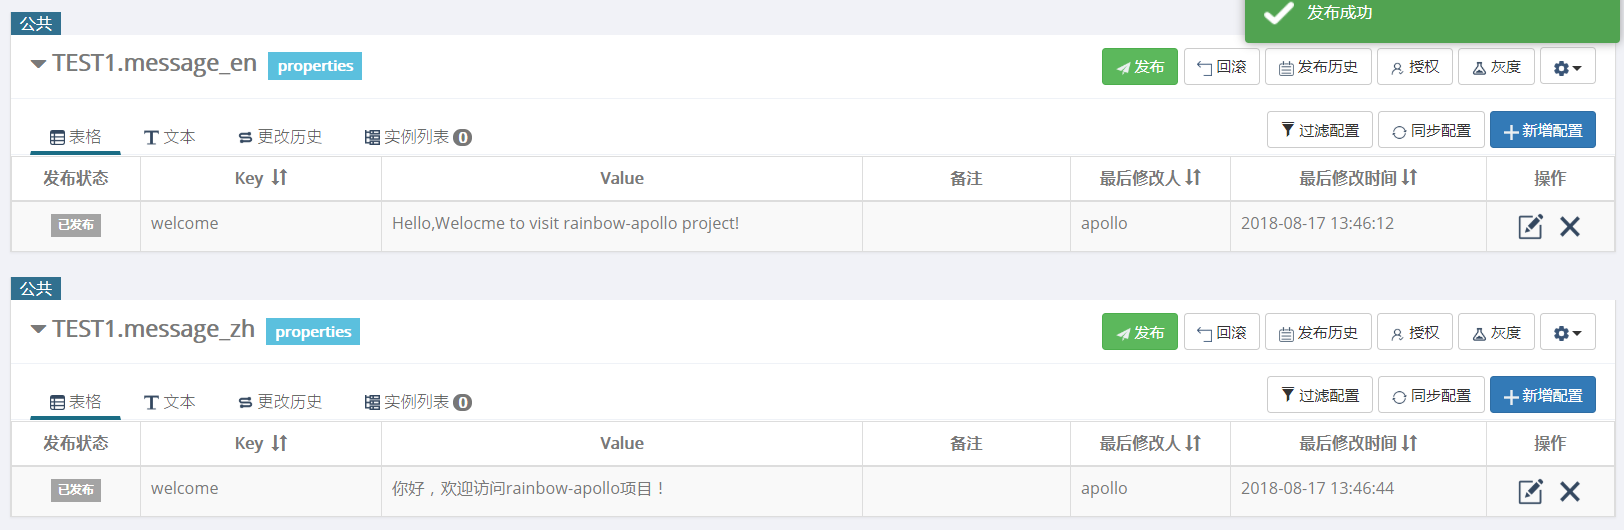 发布成功
公共
TEST1.message_en properties 发布 回滚 发布历史 授权 灰度
表格 文本 更改历史 实例列表 0 过滤配置 同步配置 新增配置
发布状态 Key Value 备注 最后修改人 最后修改时间 操作
已发布 welcome Hello,Welocme to visit rainbow-apollo project! apollo 2018-08-17 13:46:12
公共
TEST1.message_zh properties 发布 回滚 发布历史 授权 灰度
表格 文本 更改历史 实例列表 0 过滤配置 同步配置 新增配置
发布状态 Key Value 备注 最后修改人 最后修改时间 操作
已发布 welcome 你好，欢迎访问rainbow-apollo项目！ apollo 2018-08-17 13:46:44